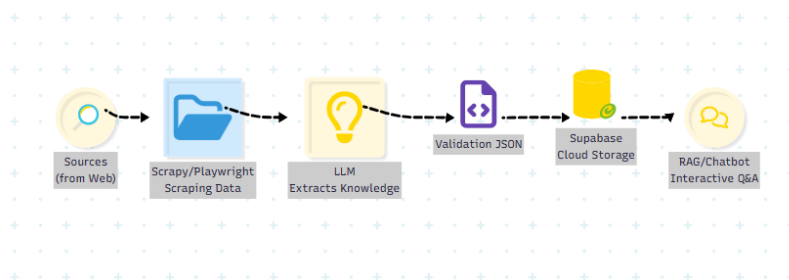 Sources
(from Web)
Scrapy/Playwright
Scraping Data
LLM
Extracts Knowledge
Validation JSON
Supabase
Cloud Storage
RAG/Chatbot
Interactive Q&A